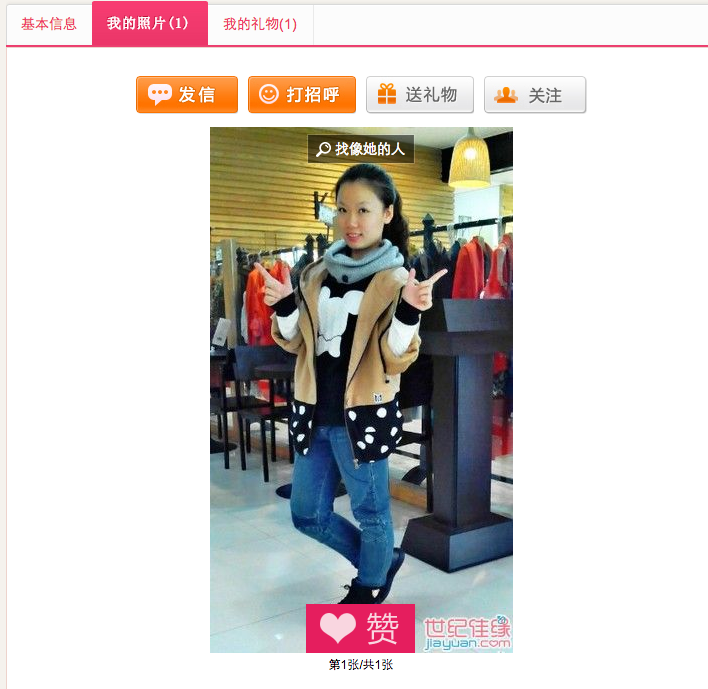 基本信息
我的照片(1)
我的礼物(1)
发信
打招呼
送礼物
关注
找像她的人
赞
世纪佳缘
jiayuan.com
第1张/共1张